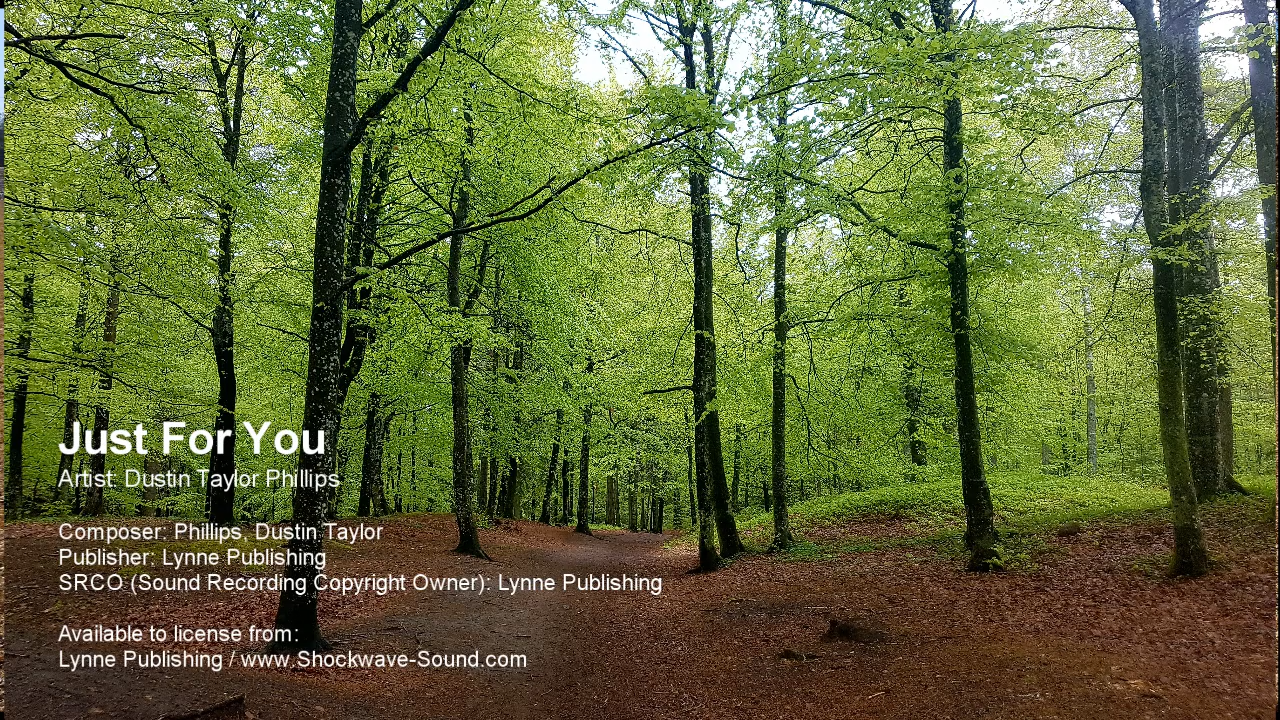 Just For You
Artist: Dustin Taylor Phillips
Composer: Phillips, Dustin Taylor
Publisher: Lynne Publishing
SRCO (Sound Recording Copyright Owner): Lynne Publishing
Available to license from:
Lynne Publishing / www.Shockwave-Sound.com